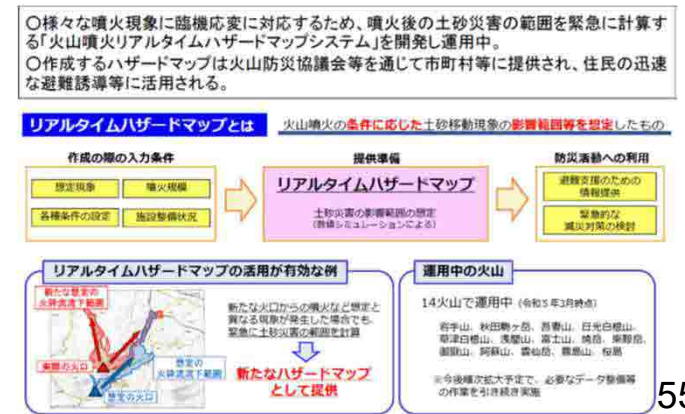 ○様々な噴火現象に臨機応変に対応するため、噴火後の土砂災害の範囲を緊急に計算す
る「火山噴火リアルタイムハザードマップシステム」を開発し運用中。
○作成するハザードマップは火山防災協議会等を通じて市町村等に提供され、住民の迅速
な避難誘導等に活用される。
リアルタイムハザードマップとは
火山噴火の条件に応じた土砂移動現象の影響範囲等を想定したもの
作成の際の入力条件
提供準備
防災活動への利用
想定現象
噴火規模
各種条件の設定
施設整備状況
リアルタイムハザードマップ
土砂災害の影響範囲の想定
(数値シミュレーションによる)
避難支援のための
情報提供
緊急的な
減災対策の検討
リアルタイムハザードマップの活用が有効な例
新たな想定の
火砕流流下範囲
実際の火口
想定の
火砕流流下範囲
想定の火口
新たな火口からの噴火など想定と
異なる現象が発生した場合でも、
緊急に土砂災害の範囲を計算
新たなハザードマップ
として提供
運用中の火山
14火山で運用中(令和5年3月時点)
岩手山、秋田駒ヶ岳、吾妻山、日光白根山、
草津白根山、浅間山、富士山、焼岳、乗鞍岳、
御嶽山、阿蘇山、雲仙岳、霧島山、桜島
※今後順次拡大予定で、必要なデータ整備等
の作業を引き続き実施
55